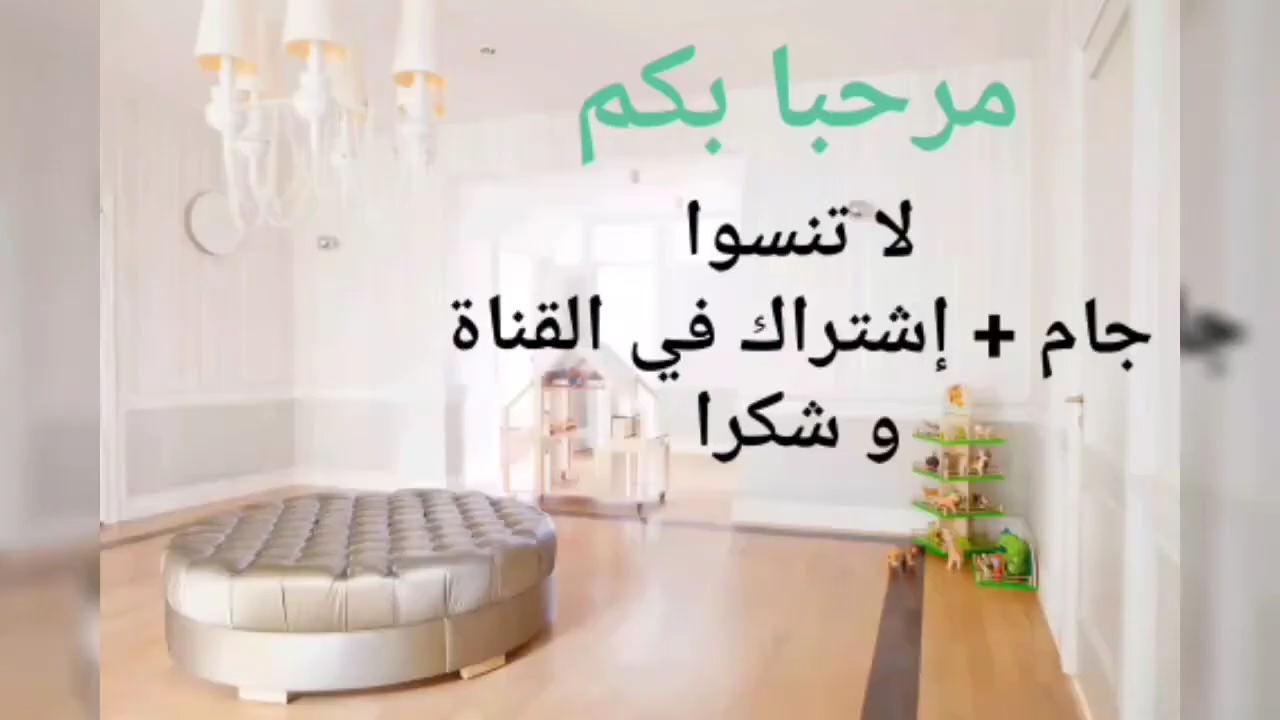 مرحبا بكم
لا تنسوا
جام + إشتراك في القناة
و شكرا